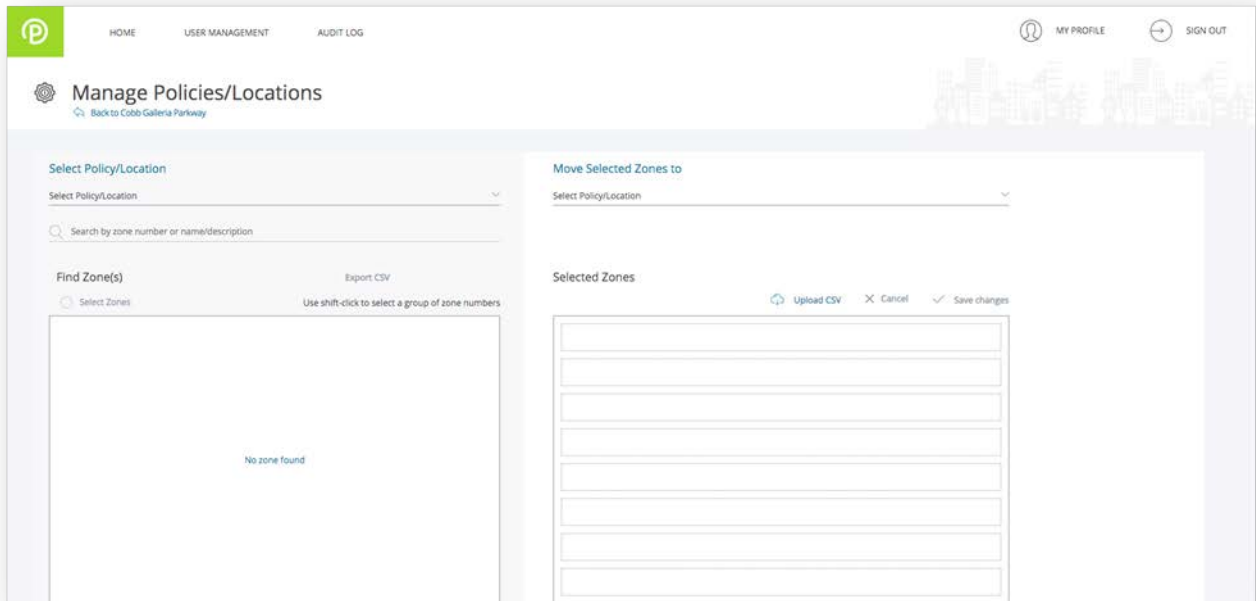 HOME USER MANAGEMENT AUDIT LOG MY PROFILE SIGN OUT
Manage Policies/Locations
Back to Cobb Galleria Parkway
Select Policy/Location
Select Policy/Location
Search by zone number or name/description
Find Zone(s) Export CSV
Select Zones Use shift-click to select a group of zone numbers
No zone found
Move Selected Zones to
Select Policy/Location
Selected Zones
Upload CSV Cancel Save changes